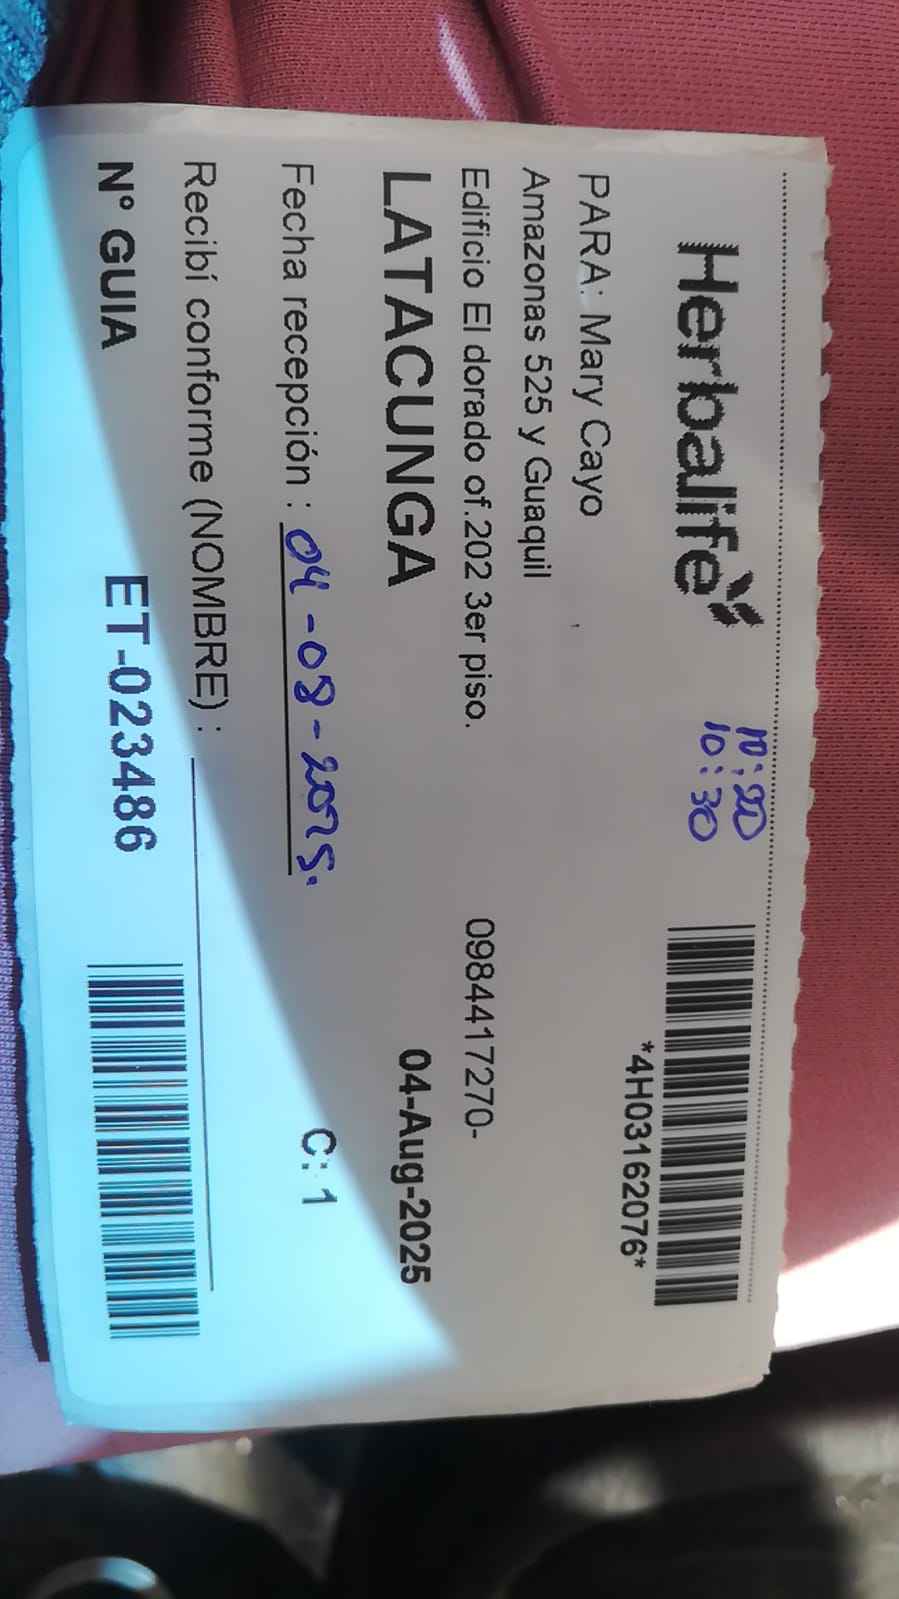 Herbalife
10:20
10:30
*4H03162076*
PARA: Mary Cayo
Amazonas 525 y Guaquil
Edificio El dorado of.202 3er piso.
0984417270-
LATACUNGA
04-Aug-2025
Fecha recepción : 04-08-2025.
C: 1
Recibí conforme (NOMBRE) :
N° GUIA
ET-023486